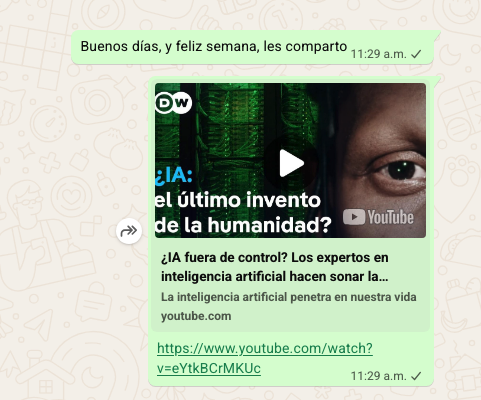 Buenos días, y feliz semana, les comparto
11:29 a.m.
DW
¿IA:
el último invento
de la humanidad?
YouTube
¿IA fuera de control? Los expertos en
inteligencia artificial hacen sonar la…
La inteligencia artificial penetra en nuestra vida
youtube.com
https://www.youtube.com/watch?
v=eYtkBCrMKUc
11:29 a.m.